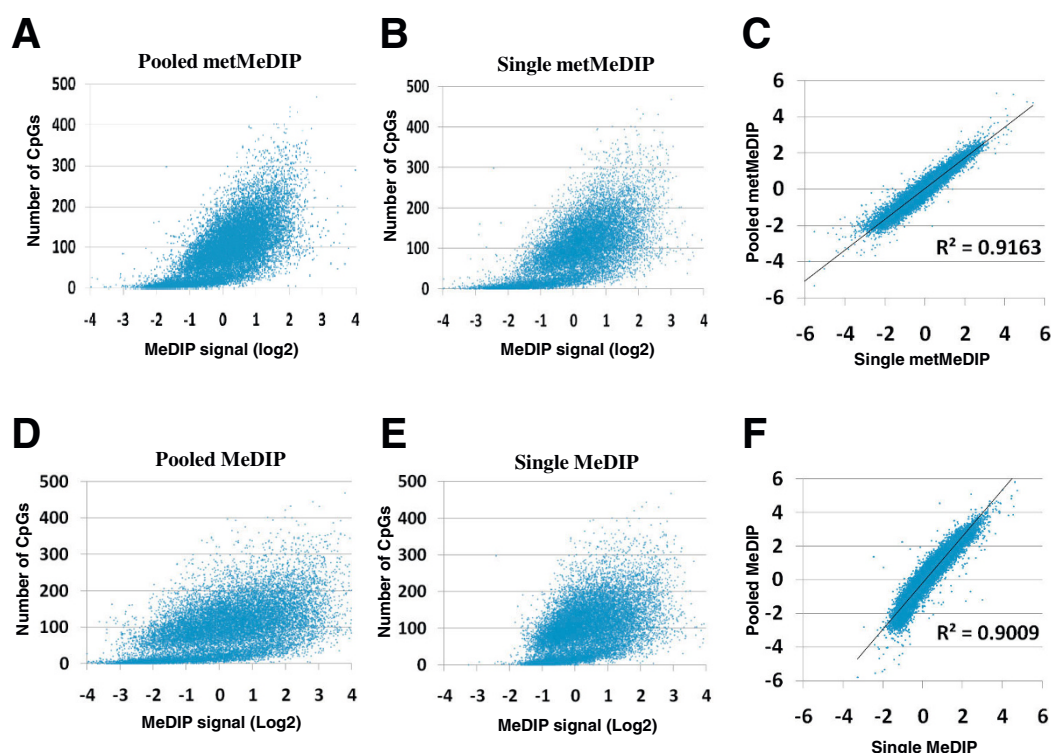 A
Pooled metMeDIP
Number of CpGs
500
400
300
200
100
0
-4 -3 -2 -1 0 1 2 3 4
MeDIP signal (log2)
B
Single metMeDIP
Number of CpGs
500
400
300
200
100
0
-4 -3 -2 -1 0 1 2 3 4
MeDIP signal (log2)
C
Pooled metMeDIP
6
4
2
0
-2
-4
-6
R² = 0.9163
-6 -4 -2 0 2 4 6
Single metMeDIP
D
Pooled MeDIP
Number of CpGs
500
400
300
200
100
0
-4 -3 -2 -1 0 1 2 3 4
MeDIP signal (Log2)
E
Single MeDIP
Number of CpGs
500
400
300
200
100
0
-4 -3 -2 -1 0 1 2 3 4
MeDIP signal (Log2)
F
Pooled MeDIP
6
4
2
0
-2
-4
-6
R² = 0.9009
-6 -4 -2 0 2 4 6
Single MeDIP